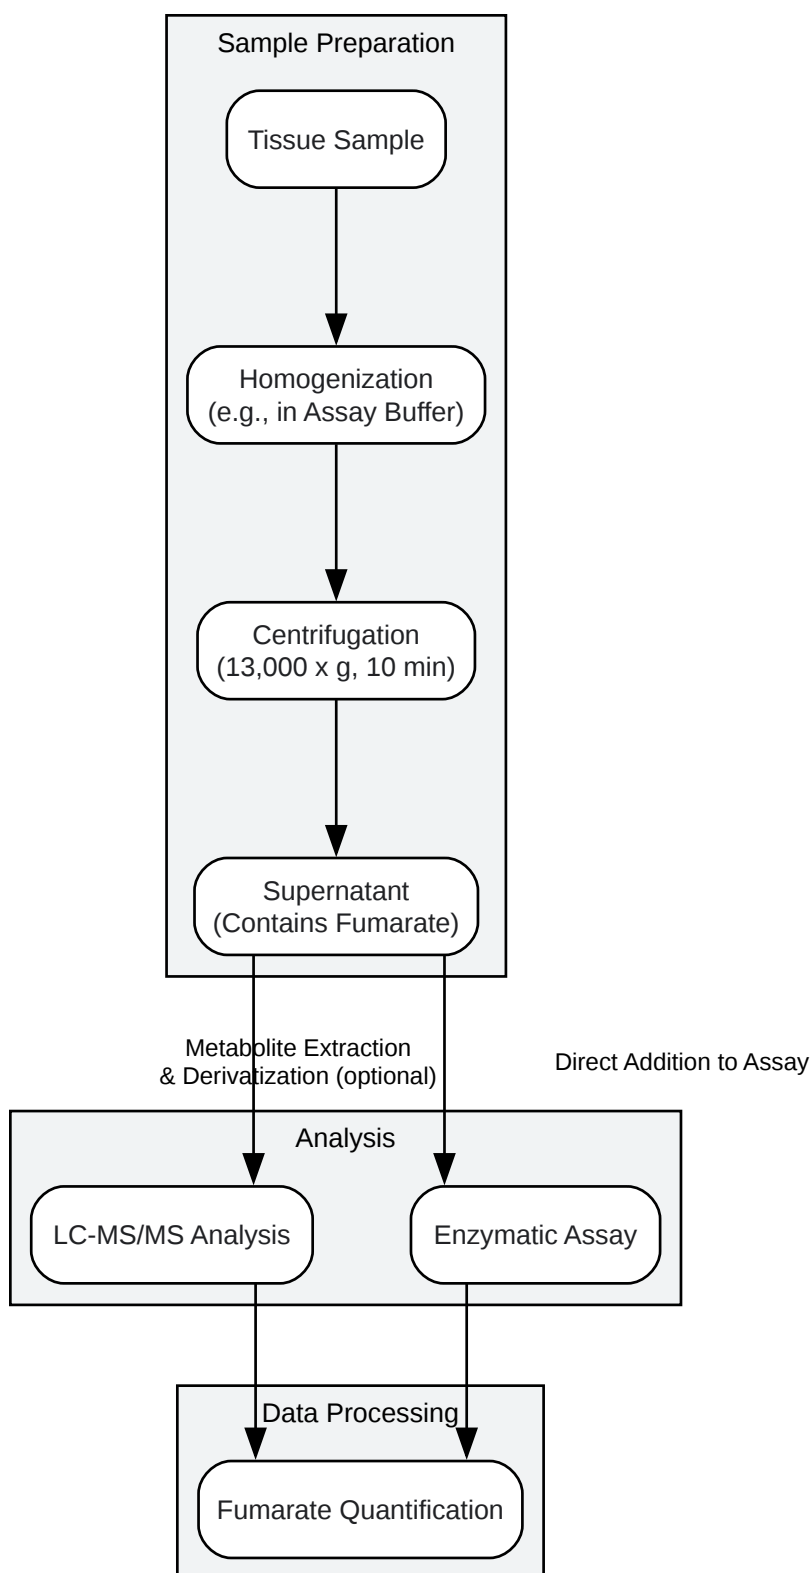 Sample Preparation
Tissue Sample
Homogenization
(e.g., in Assay Buffer)
Centrifugation
(13,000 x g, 10 min)
Supernatant
(Contains Fumarate)
Metabolite Extraction
& Derivatization (optional)
Direct Addition to Assay
Analysis
LC-MS/MS Analysis
Enzymatic Assay
Data Processing
Fumarate Quantification